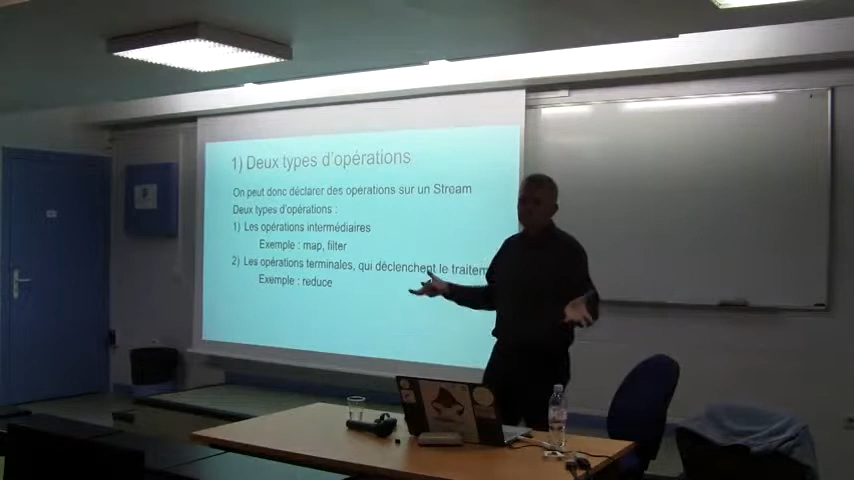 1) Deux types d'opérations
On peut donc déclarer des opérations sur un Stream
Deux types d'opérations :
1) Les opérations intermédiaires
Exemple : map, filter
2) Les opérations terminales, qui déclenchent le traitem
Exemple : reduce